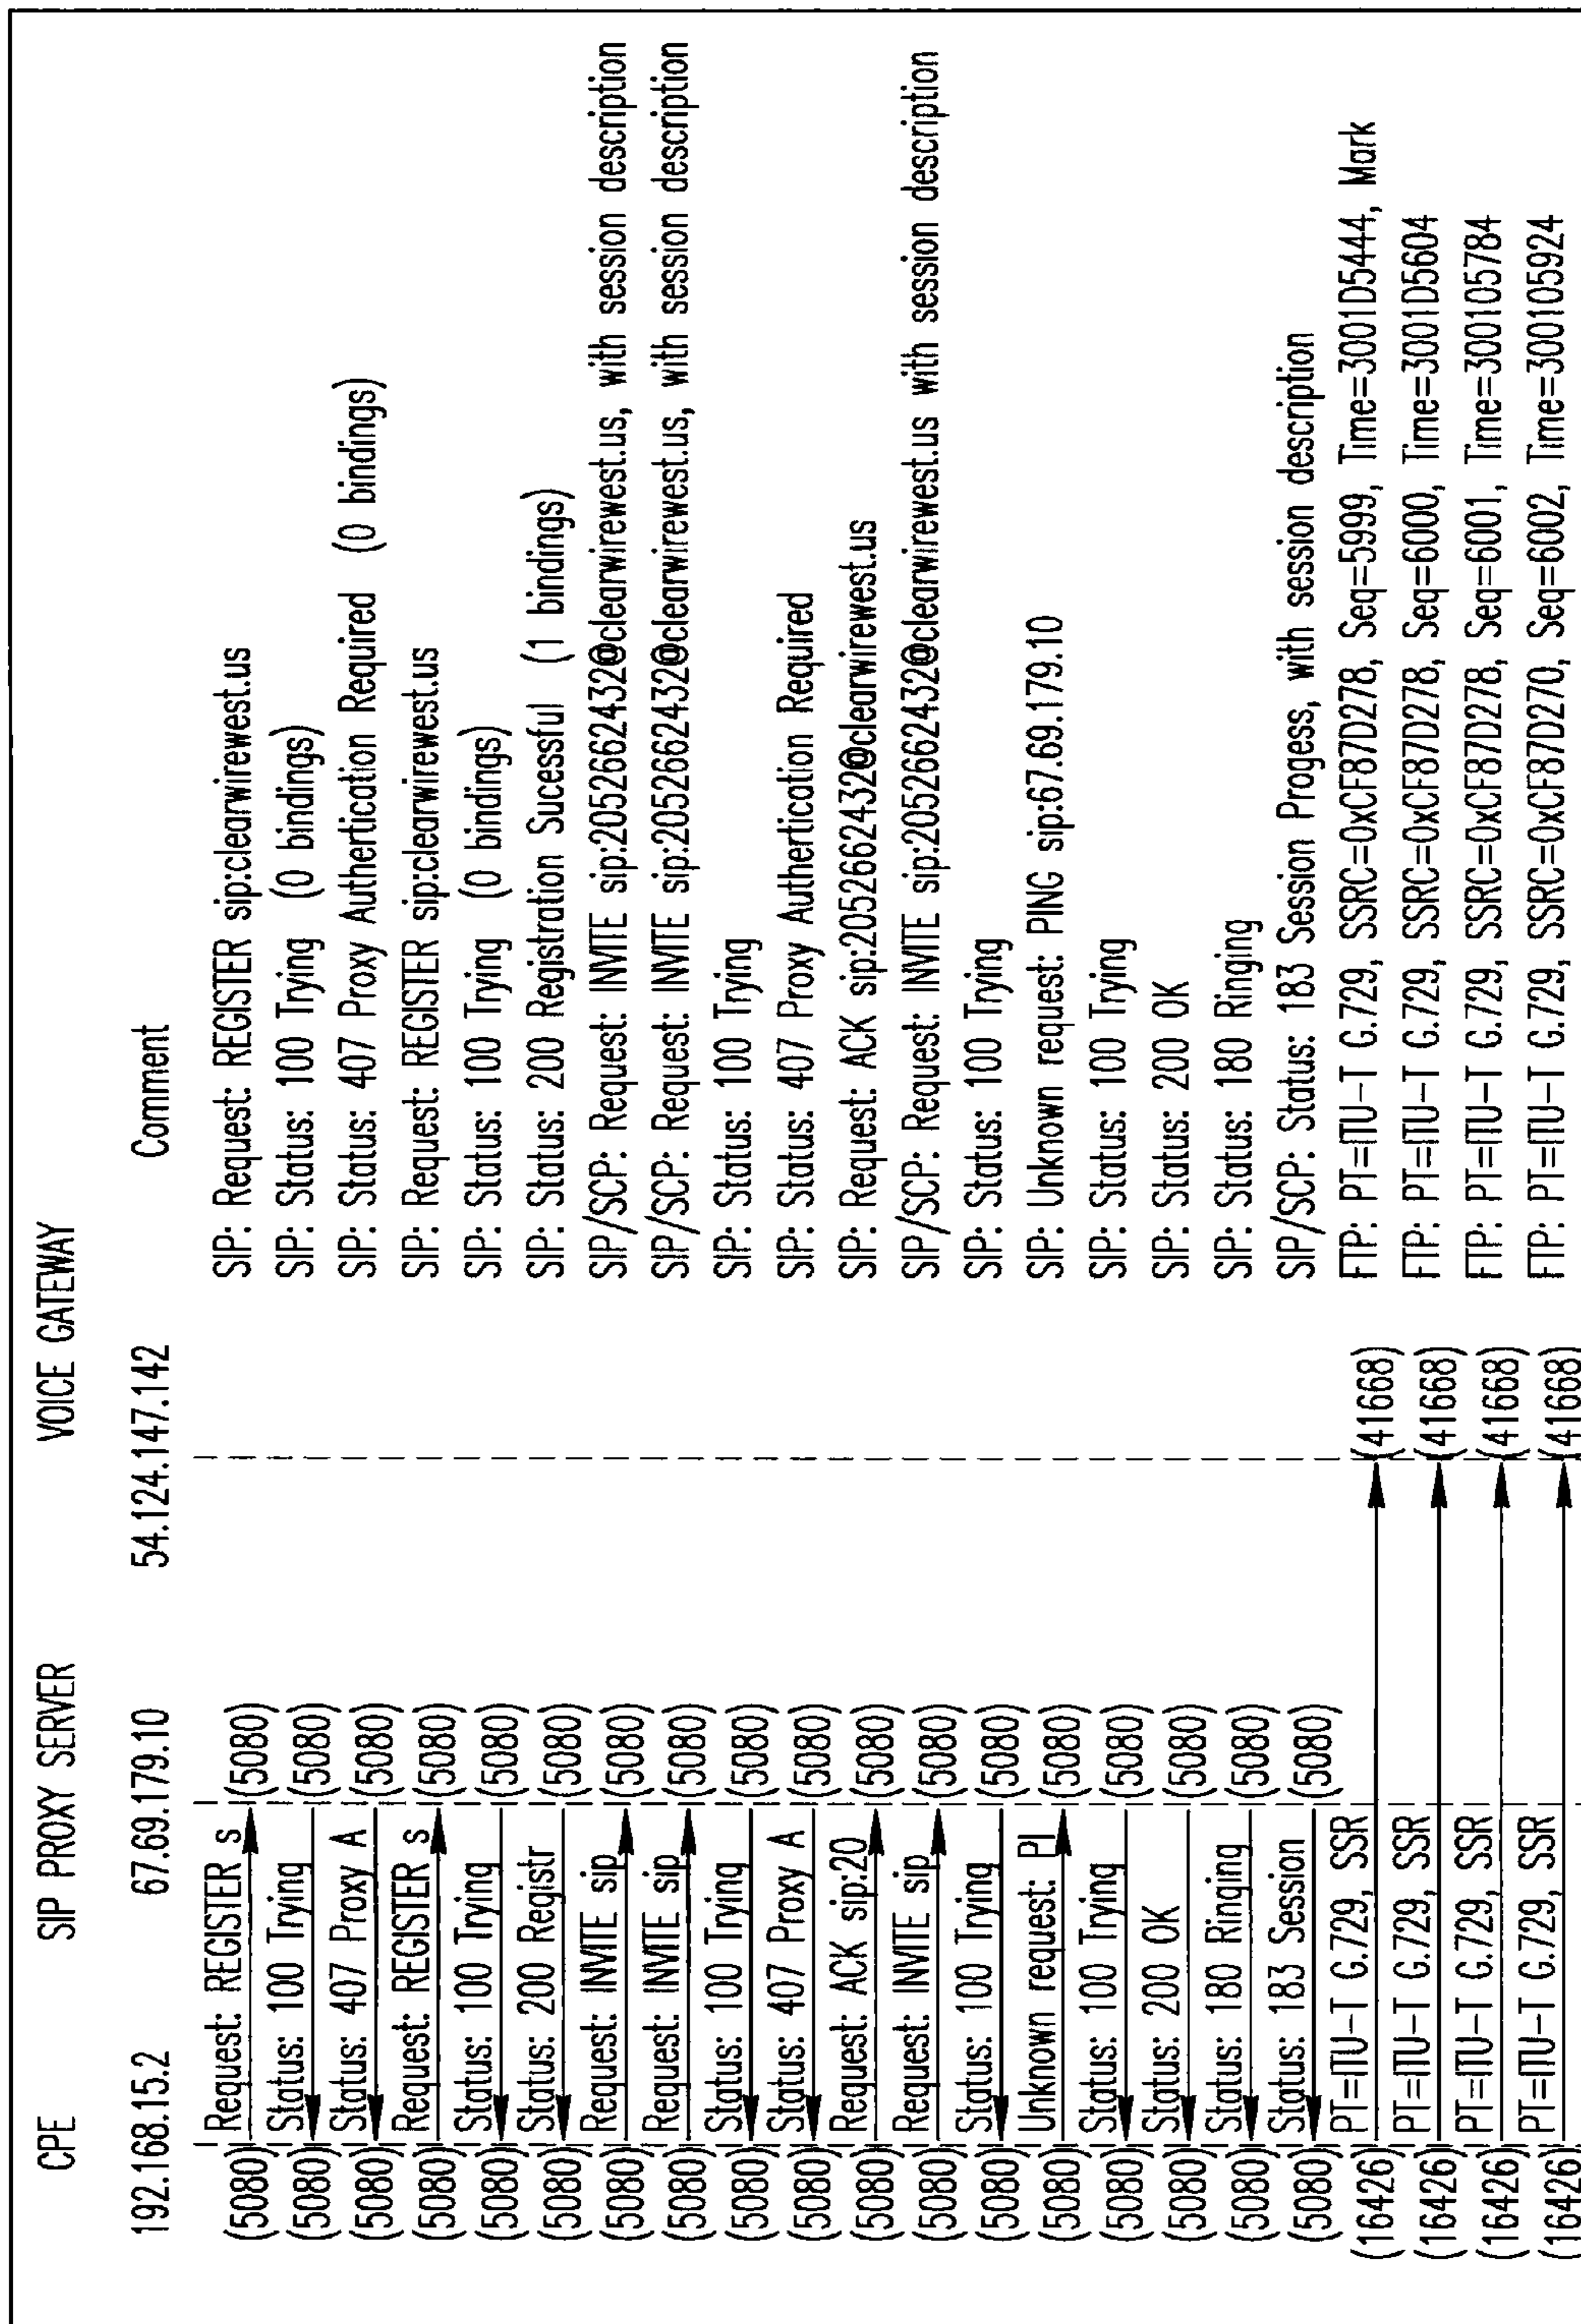 CPE SIP PROXY SERVER VOICE GATEWAY
192.168.15.2 67.69.179.10 54.124.147.142 Comment
(5080) Request: REGISTER s (5080) SIP: Request: REGISTER sip:clearwirewest.us
(5080) Status: 100 Trying (5080) SIP: Status: 100 Trying (0 bindings)
(5080) Status: 407 Proxy A (5080) SIP: Status: 407 Proxy Authertication Required (0 bindings)
(5080) Request: REGISTER s (5080) SIP: Request: REGISTER sip:clearwirewest.us
(5080) Status: 100 Trying (5080) SIP: Status: 100 Trying (0 bindings)
(5080) Status: 200 Registr (5080) SIP: Status: 200 Registration Sucessful (1 bindings)
(5080) Request: INVITE sip (5080) SIP/SCP: Request: INVITE sip:2052662432@clearwirewest.us, with session description
(5080) Request: INVITE sip (5080) SIP/SCP: Request: INVITE sip:2052662432@clearwirewest.us, with session description
(5080) Status: 100 Trying (5080) SIP: Status: 100 Trying
(5080) Status: 407 Proxy A (5080) SIP: Status: 407 Proxy Authertication Required
(5080) Request: ACK sip:20 (5080) SIP: Request: ACK sip:2052662432@clearwirewest.us
(5080) Request: INVITE sip (5080) SIP/SCP: Request: INVITE sip:2052662432@clearwirewest.us with session description
(5080) Status: 100 Trying (5080) SIP: Status: 100 Trying
(5080) Unknown request: PI (5080) SIP: Unknown request: PING sip:67.69.179.10
(5080) Status: 100 Trying (5080) SIP: Status: 100 Trying
(5080) Status: 200 OK (5080) SIP: Status: 200 OK
(5080) Status: 180 Ringing (5080) SIP: Status: 180 Ringing
(5080) Status: 183 Session (5080) SIP/SCP: Status: 183 Session Progess, with session description
(16426) PT=ITU-T G.729, SSR (41668) FTP: PT=ITU-T G.729, SSRC=0xCF87D278, Seq=5999, Time=3001D5444, Mark
(16426) PT=ITU-T G.729, SSR (41668) FTP: PT=ITU-T G.729, SSRC=0xCF87D278, Seq=6000, Time=3001D5604
(16426) PT=ITU-T G.729, SSR (41668) FTP: PT=ITU-T G.729, SSRC=0xCF87D278, Seq=6001, Time=300105784
(16426) PT=ITU-T G.729, SSR (41668) FTP: PT=ITU-T G.729, SSRC=0xCF87D270, Seq=6002, Time=300105924